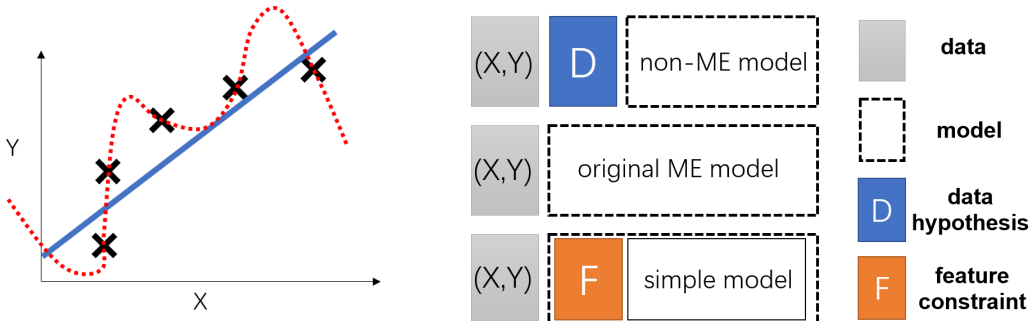 Y
X
(X,Y) D non-ME model
(X,Y) original ME model
(X,Y) F simple model
data
model
D data
hypothesis
F feature
constraint